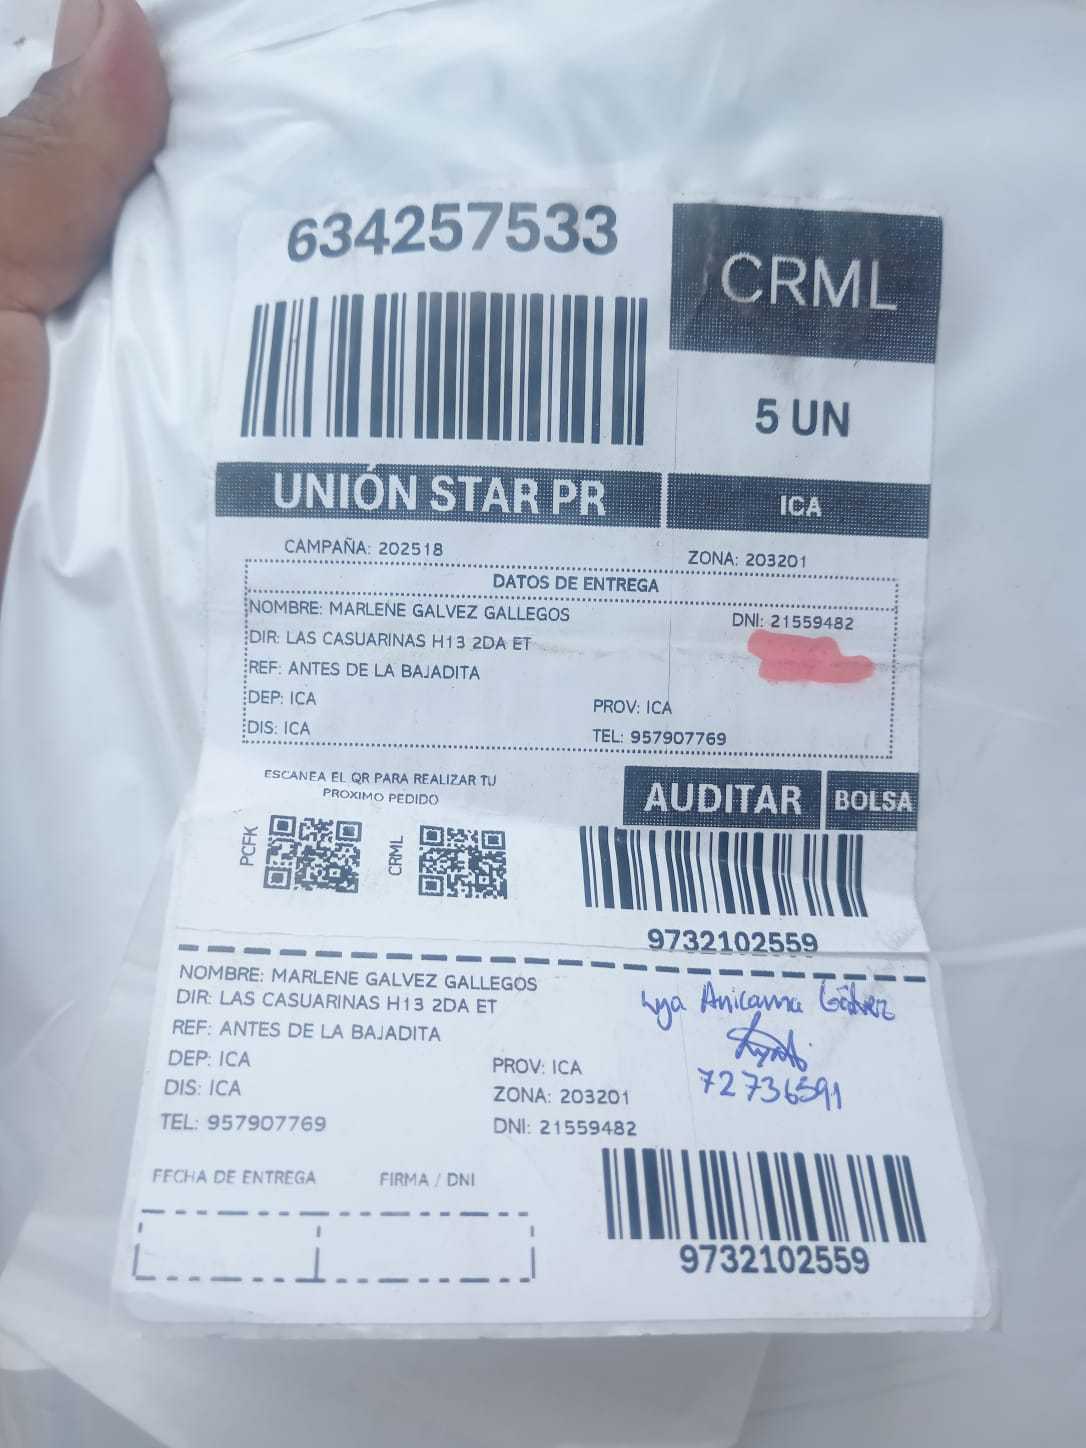 634257533
CRML
5 UN
UNIÓN STAR PR
ICA
CAMPAÑA: 202518
ZONA: 203201
DATOS DE ENTREGA
NOMBRE: MARLENE GALVEZ GALLEGOS
DNI: 21559482
DIR: LAS CASUARINAS H13 2DA ET
REF: ANTES DE LA BAJADITA
DEP: ICA
PROV: ICA
DIS: ICA
TEL: 957907769
ESCANEA EL QR PARA REALIZAR TU
PROXIMO PEDIDO
AUDITAR
BOLSA
PCFK
CRML
9732102559
NOMBRE: MARLENE GALVEZ GALLEGOS
DIR: LAS CASUARINAS H13 2DA ET
REF: ANTES DE LA BAJADITA
DEP: ICA
PROV: ICA
DIS: ICA
ZONA: 203201
TEL: 957907769
DNI: 21559482
Anicama Gálvez
72736591
FECHA DE ENTREGA
FIRMA / DNI
9732102559